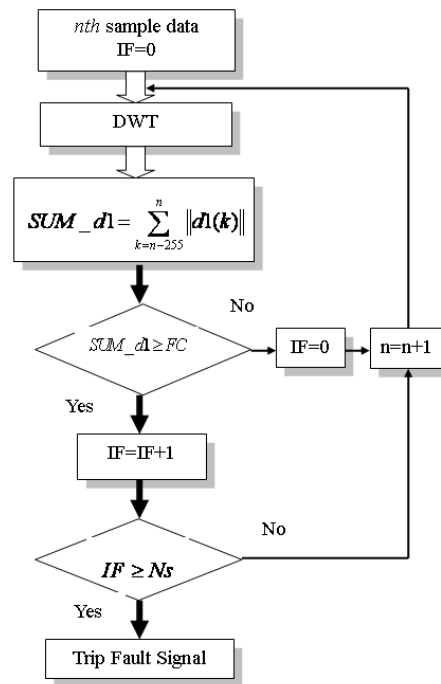 nth sample data
IF=0
DWT
SUM_d1 = \sum_{k=n-255}^{n} \|d1(k)\|
No
SUM_d1≥FC
IF=0
n=n+1
Yes
IF=IF+1
No
IF ≥ Ns
Yes
Trip Fault Signal